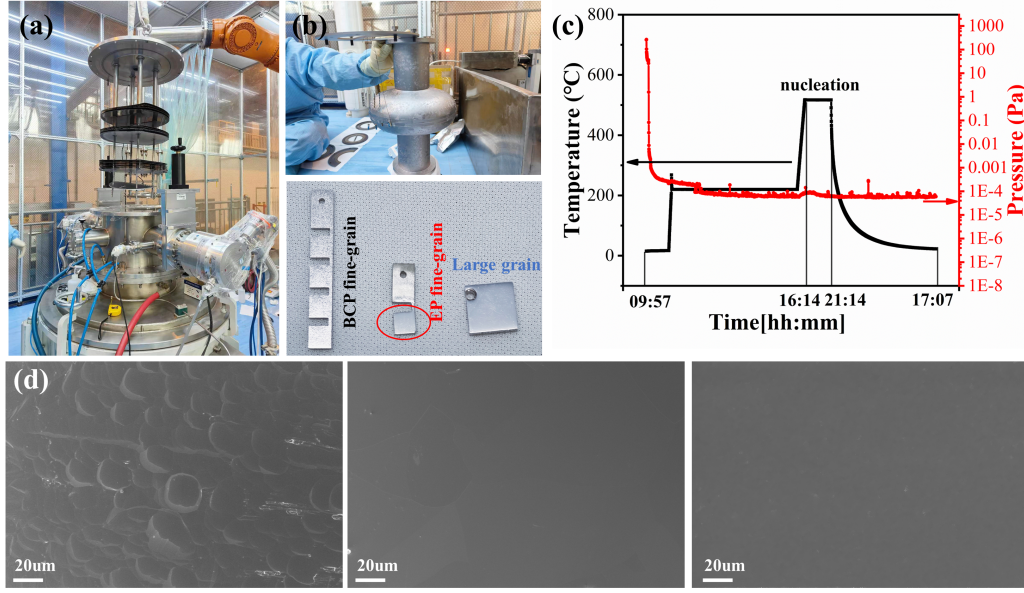 (a)
(b)
BCP fine-grain
EP fine-grain
Large grain
(c)
800
600
400
200
0
Temperature (℃)
nucleation
1000
100
10
1
0.1
0.01
0.001
1E-4
1E-5
1E-6
1E-7
1E-8
Pressure (Pa)
09:57
16:14
21:14
17:07
Time[hh:mm]
(d)
20um
20um
20um